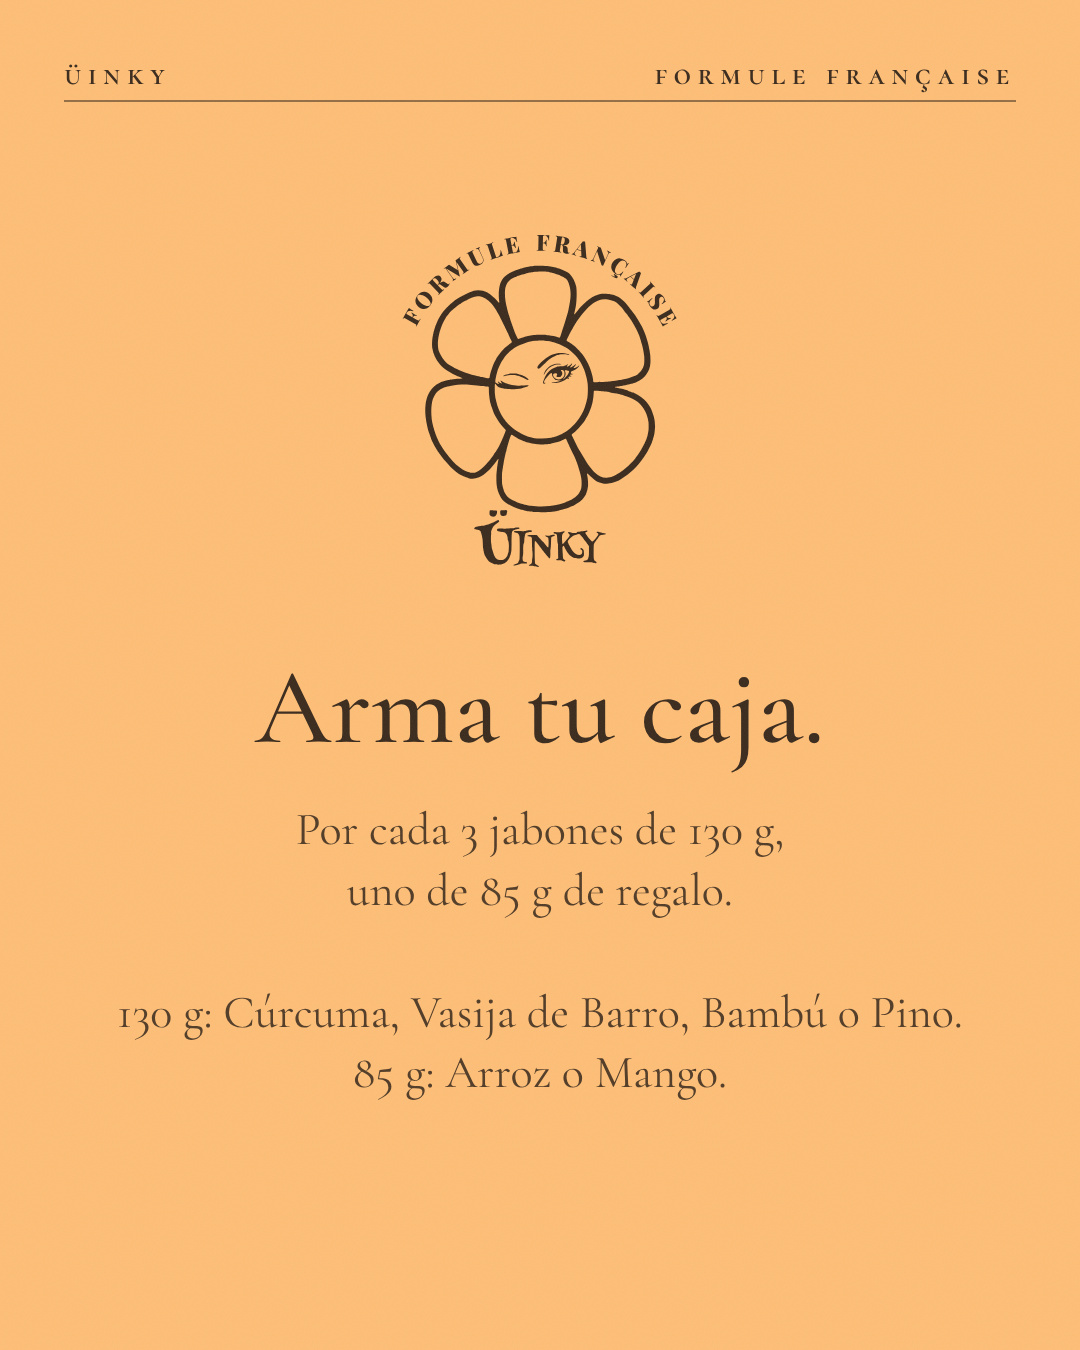 ÜINKY
FORMULE FRANÇAISE
FORMULE FRANÇAISE
ÜINKY
Arma tu caja.
Por cada 3 jabones de 130 g,
uno de 85 g de regalo.
130 g: Cúrcuma, Vasija de Barro, Bambú o Pino.
85 g: Arroz o Mango.